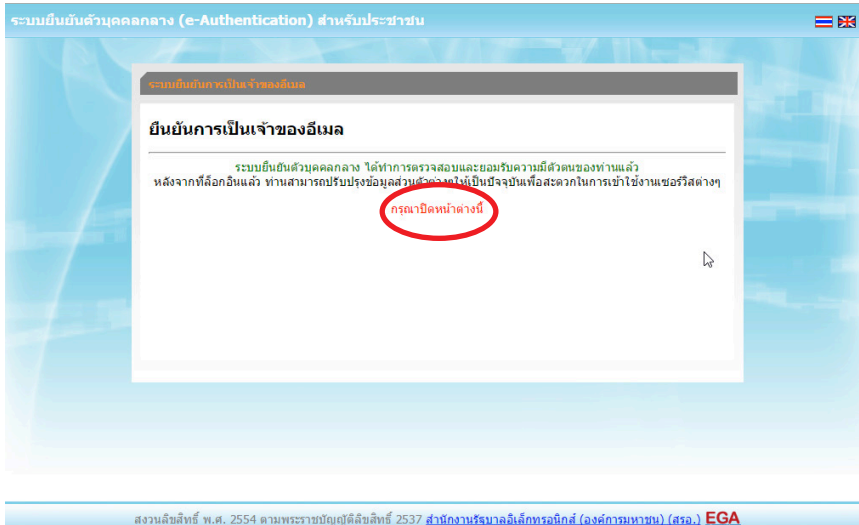 ระบบยืนยันตัวบุคคลกลาง (e-Authentication) สำหรับประชาชน
ระบบยืนยันการเป็นเจ้าของอีเมล
ยืนยันการเป็นเจ้าของอีเมล
ระบบยืนยันตัวบุคคลกลาง ได้ทำการตรวจสอบและยอมรับความมีตัวตนของท่านแล้ว
หลังจากที่ล็อกอินแล้ว ท่านสามารถปรับปรุงข้อมูลส่วนตัวต่างๆให้เป็นปัจจุบันเพื่อสะดวกในการเข้าใช้งานเซอร์วิสต่างๆ
กรุณาปิดหน้าต่างนี้
สงวนลิขสิทธิ์ พ.ศ. 2554 ตามพระราชบัญญัติลิขสิทธิ์ 2537 สำนักงานรัฐบาลอิเล็กทรอนิกส์ (องค์การมหาชน) (สรอ.) EGA